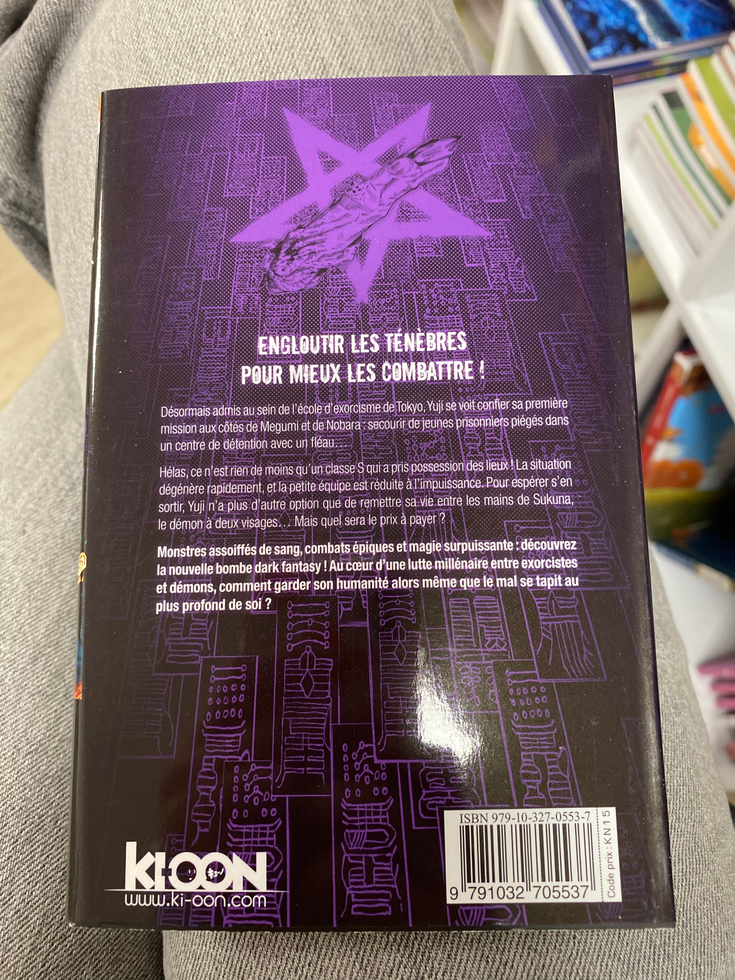 ENGLOUTIR LES TÉNÈBRES
POUR MIEUX LES COMBATTRE !
Désormais admis au sein de l'école d'exorcisme de Tokyo, Yuji se voit confier sa première
mission aux côtés de Megumi et de Nobara : secourir de jeunes prisonniers piégés dans
un centre de détention avec un fléau...
Hélas, ce n'est rien de moins qu'un classe S qui a pris possession des lieux ! La situation
dégénère rapidement, et la petite équipe est réduite à l'impuissance. Pour espérer s'en
sortir, Yuji n'a plus d'autre option que de remettre sa vie entre les mains de Sukuna,
le démon à deux visages... Mais quel sera le prix à payer ?
Monstres assoiffés de sang, combats épiques et magie surpuissante : découvrez
la nouvelle bombe dark fantasy ! Au cœur d'une lutte millénaire entre exorcistes
et démons, comment garder son humanité alors même que le mal se tapit au
plus profond de soi ?
ISBN 979-10-327-0553-7
9 791032 705537
Code prix : KN15
KI-OON
www.ki-oon.com